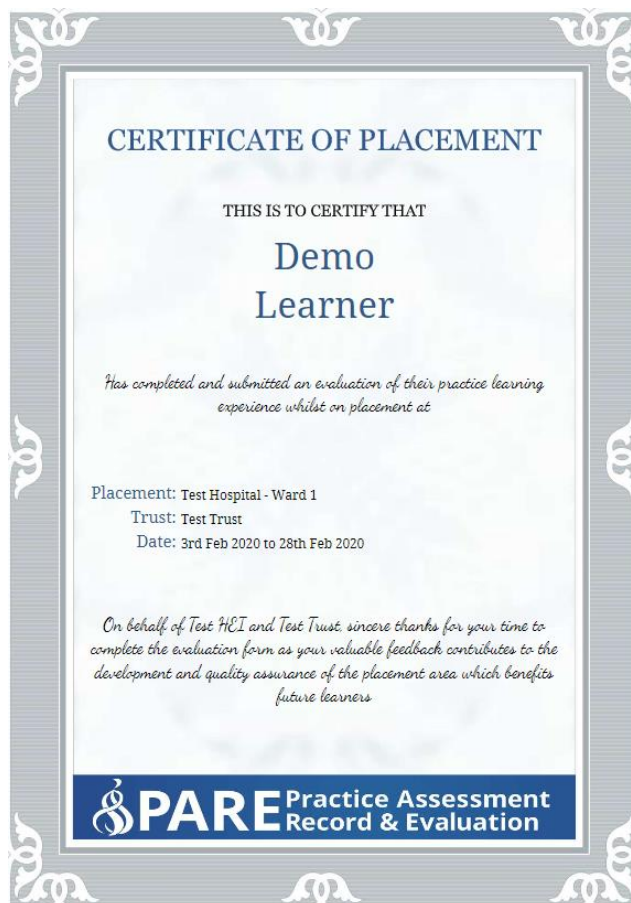 CERTIFICATE OF PLACEMENT
THIS IS TO CERTIFY THAT
Demo
Learner
Has completed and submitted an evaluation of their practice learning
experience whilst on placement at
Placement: Test Hospital - Ward 1
Trust: Test Trust
Date: 3rd Feb 2020 to 28th Feb 2020
On behalf of Test HEI and Test Trust, sincere thanks for your time to
complete the evaluation form as your valuable feedback contributes to the
development and quality assurance of the placement area which benefits
future learners
PARE Practice Assessment
Record & Evaluation